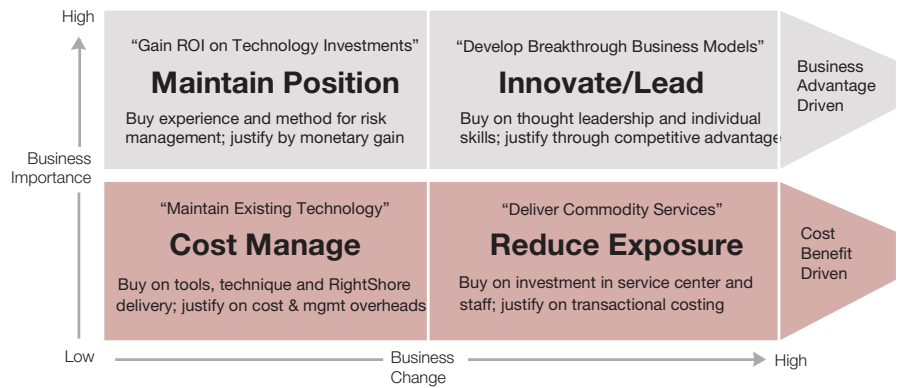 High
“Gain ROI on Technology Investments”
Maintain Position
Buy experience and method for risk
management; justify by monetary gain
“Develop Breakthrough Business Models”
Innovate/Lead
Buy on thought leadership and individual
skills; justify through competitive advantage
Business
Advantage
Driven
Business
Importance
“Maintain Existing Technology”
Cost Manage
Buy on tools, technique and RightShore
delivery; justify on cost & mgmt overheads
“Deliver Commodity Services”
Reduce Exposure
Buy on investment in service center and
staff; justify on transactional costing
Cost
Benefit
Driven
Low
Business
Change
High